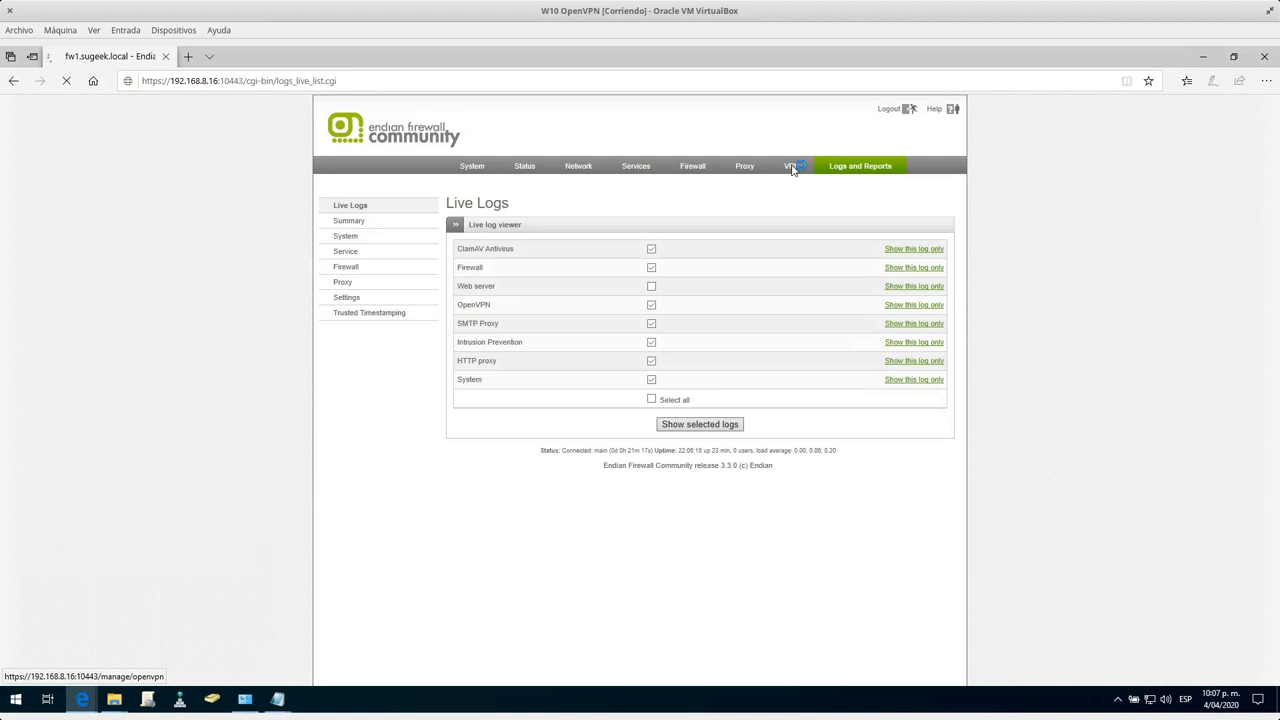 W10 OpenVPN [Corriendo] - Oracle VM VirtualBox
Archivo Máquina Ver Entrada Dispositivos Ayuda
fw1.sugeek.local - Endia
https://192.168.8.16:10443/cgi-bin/logs_live_list.cgi
Logout Help
endian firewall
community
System Status Network Services Firewall Proxy Logs and Reports
Live Logs
Live Logs
Summary
System
Service
Firewall
Proxy
Settings
Trusted Timestamping
Live log viewer
ClamAV Antivirus Show this log only
Firewall Show this log only
Web server Show this log only
OpenVPN Show this log only
SMTP Proxy Show this log only
Intrusion Prevention Show this log only
HTTP proxy Show this log only
System Show this log only
Select all
Show selected logs
Status: Connected: main (0d 0h 21m 17s) Uptime: 22:08:15 up 23 min, 0 users, load average: 0.00, 0.08, 0.20
Endian Firewall Community release 3.3.0 (c) Endian
https://192.168.8.16:10443/manage/openvpn
ESP
10:07 p. m.
4/04/2020